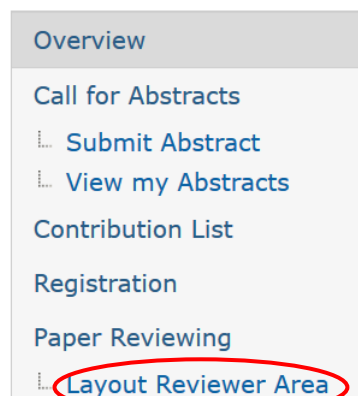 Overview
Call for Abstracts
Submit Abstract
View my Abstracts
Contribution List
Registration
Paper Reviewing
Layout Reviewer Area